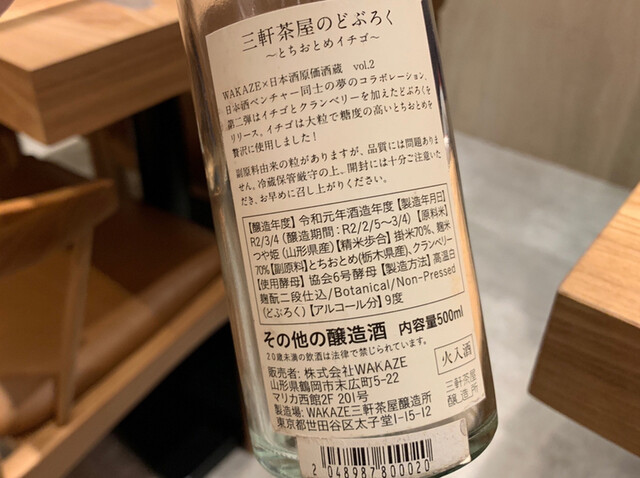 三軒茶屋のどぶろく
～とちおとめイチゴ～
WAKAZE×日本酒原価酒蔵 vol.2
日本酒ベンチャー同士の夢のコラボレーション、
第二弾はイチゴとクランベリーを加えたどぶろくを
リリース。イチゴは大粒で糖度の高いとちおとめを
贅沢に使用しました！
副原料由来の粒がありますが、品質には問題ありま
せん。冷蔵保管厳守の上、開封には十分ご注意いた
だき、お早めに召し上がりください。
【醸造年度】令和元年酒造年度【製造年月日】
R2/3/4（醸造期間：R2/2/5～3/4）【原料米】
つや姫（山形県産）【精米歩合】掛米70%、麹米
70%【副原料】とちおとめ(栃木県産)、クランベリー
【使用酵母】協会6号酵母【製造方法】高温白
麹酛二段仕込/Botanical/Non-Pressed
(どぶろく)【アルコール分】9度
その他の醸造酒 内容量500ml
20歳未満の飲酒は法律で禁じられています。
販売者：株式会社WAKAZE
山形県鶴岡市末広町5-22
マリカ西館2F 201号
製造場：WAKAZE三軒茶屋醸造所
東京都世田谷区太子堂1-15-12
火入酒
三軒茶屋
醸造所
2 048987 800020